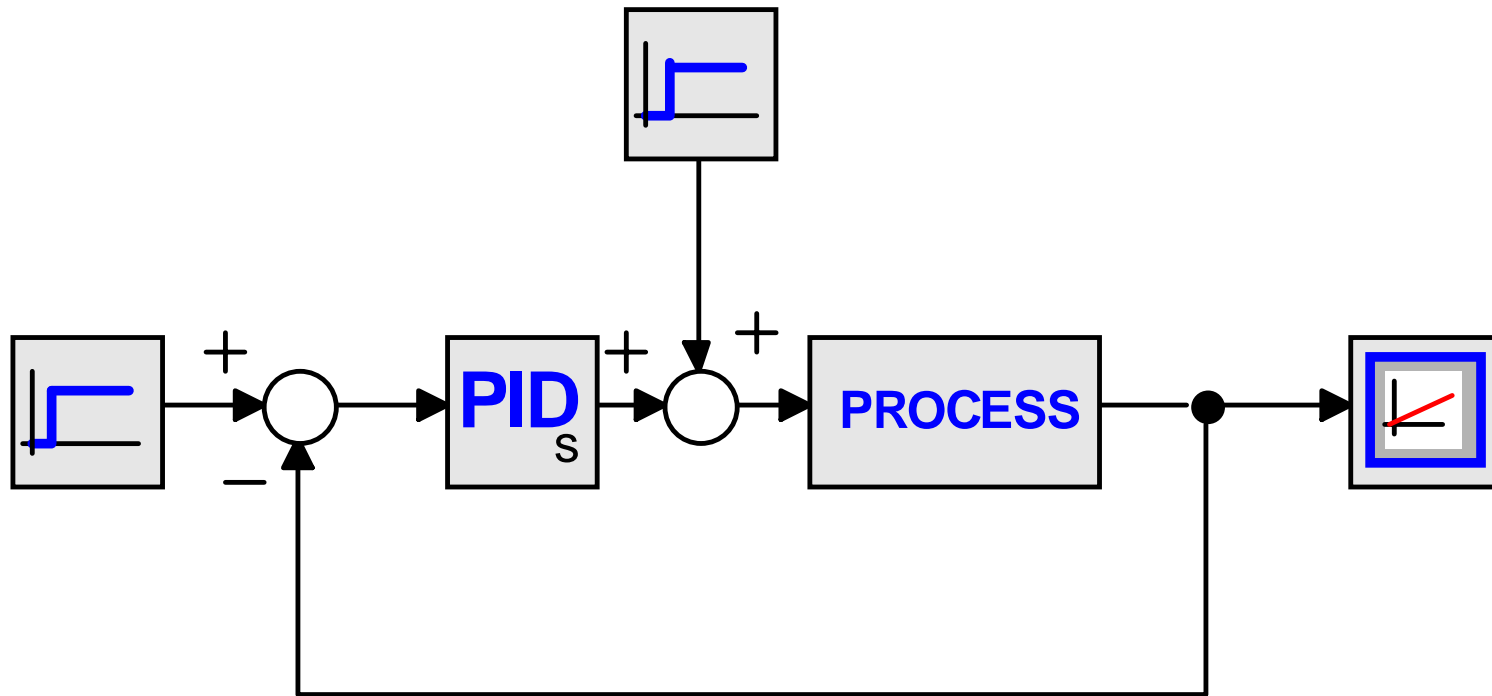 +
+
+
PID
s
PROCESS
−